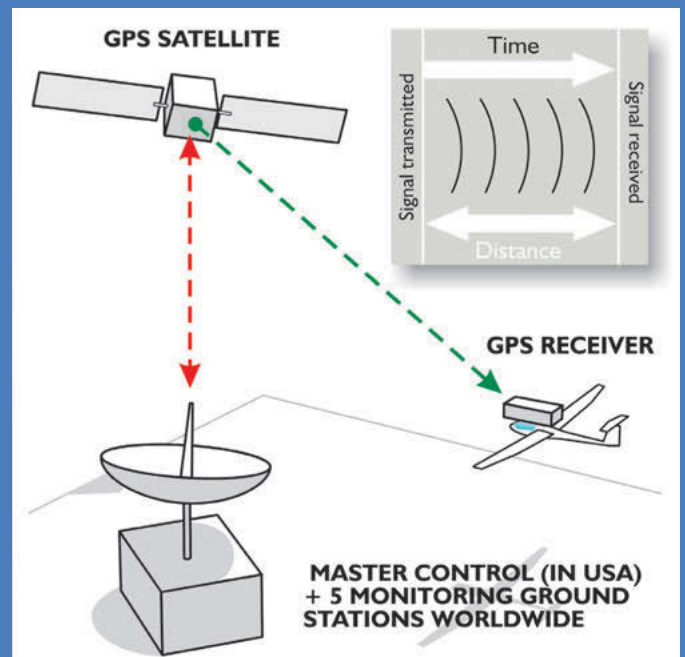 GPS SATELLITE
Time
Signal transmitted
Signal received
Distance
GPS RECEIVER
MASTER CONTROL (IN USA)
+ 5 MONITORING GROUND
STATIONS WORLDWIDE